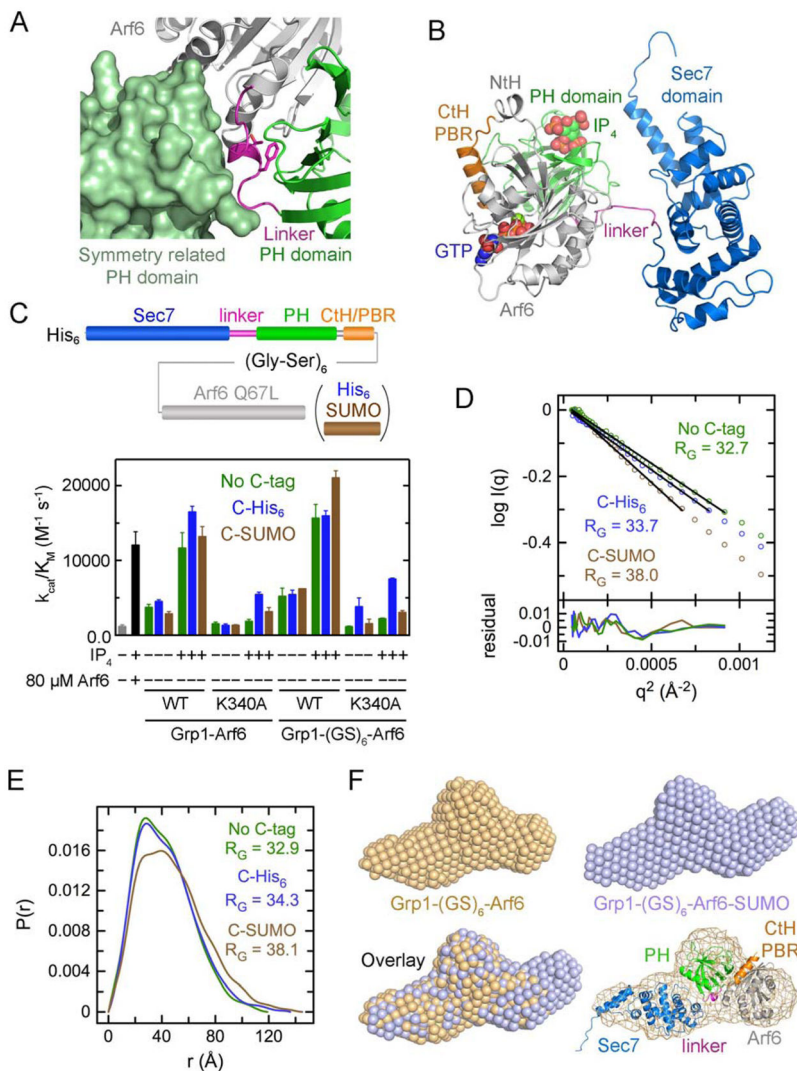 A
Arf6
Linker
Symmetry related
PH domain
PH domain
B
NtH
PH domain
IP4
CtH
PBR
Sec7
domain
linker
GTP
Arf6
C
Sec7 linker PH CtH/PBR
His6
(Gly-Ser)6
Arf6 Q67L
( His6
SUMO )
No C-tag
C-His6
C-SUMO
kcat/KM (M-1 s-1)
20000
10000
0.0
IP4 – + – – – + + + – – – + + + – – – + + + – – – + + +
80 µM Arf6 – + – – – – – – – – – – – – – – – – – – – – – – – –
WT K340A WT K340A
Grp1-Arf6 Grp1-(GS)6-Arf6
D
log I(q)
0
-0.2
-0.4
No C-tag
RG = 32.7
C-His6
RG = 33.7
C-SUMO
RG = 38.0
residual
0.01
-0.01
0 0.0005 0.001
q2 (Å-2)
E
P(r)
0.016
0.012
0.008
0.004
0
No C-tag
RG = 32.9
C-His6
RG = 34.3
C-SUMO
RG = 38.1
0 40 80 120
r (Å)
F
Grp1-(GS)6-Arf6
Grp1-(GS)6-Arf6-SUMO
Overlay
CtH
PBR
PH
Sec7
linker
Arf6